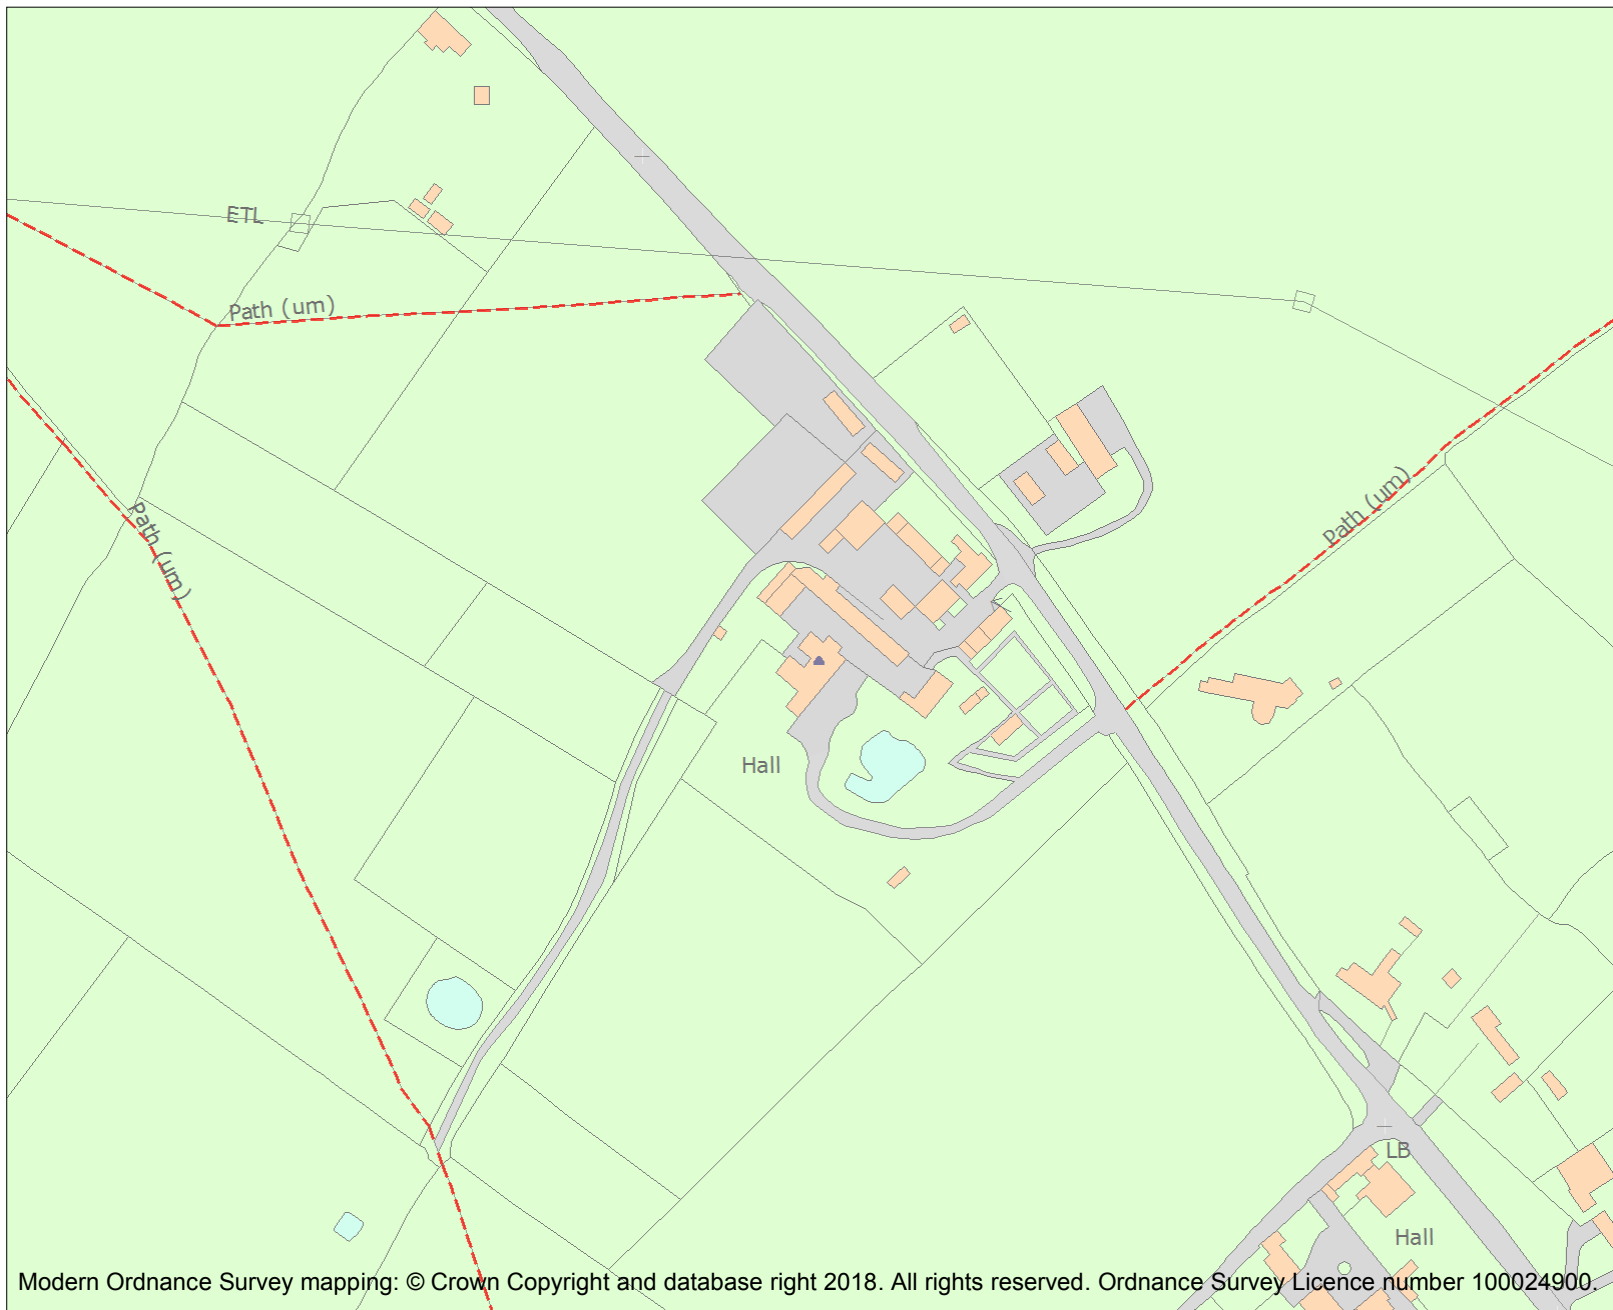 ETL
Path (um)
Path (um)
Path (um)
Hall
LB
Hall
Modern Ordnance Survey mapping: © Crown Copyright and database right 2018. All rights reserved. Ordnance Survey Licence number 100024900.